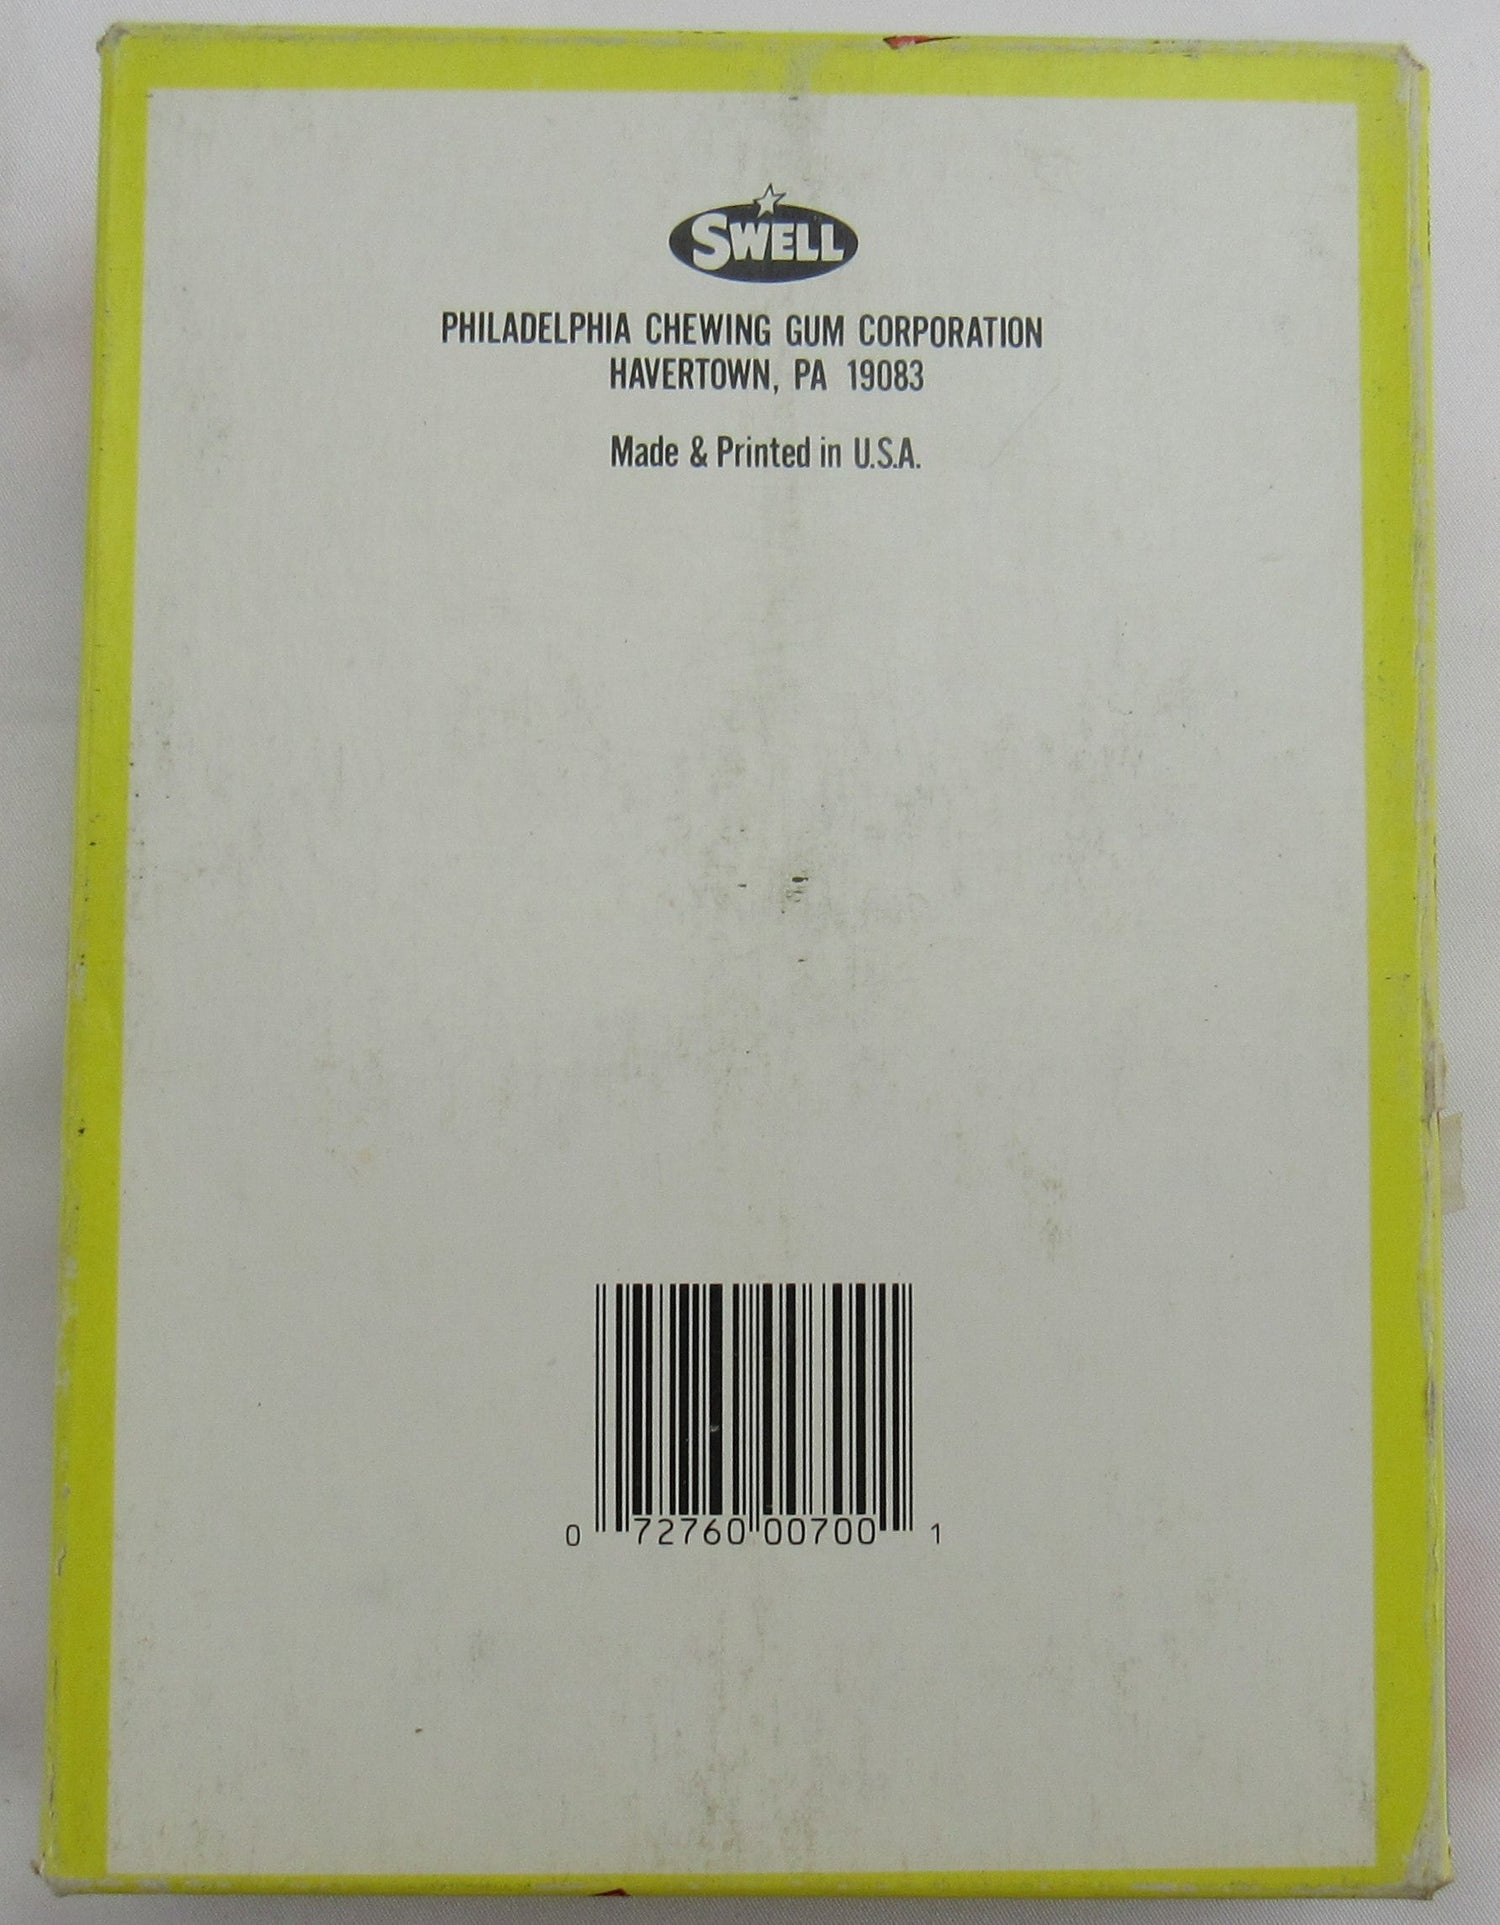 SWELL
PHILADELPHIA CHEWING GUM CORPORATION
HAVERTOWN, PA 19083
Made & Printed in U.S.A.
0 72760 00700 1